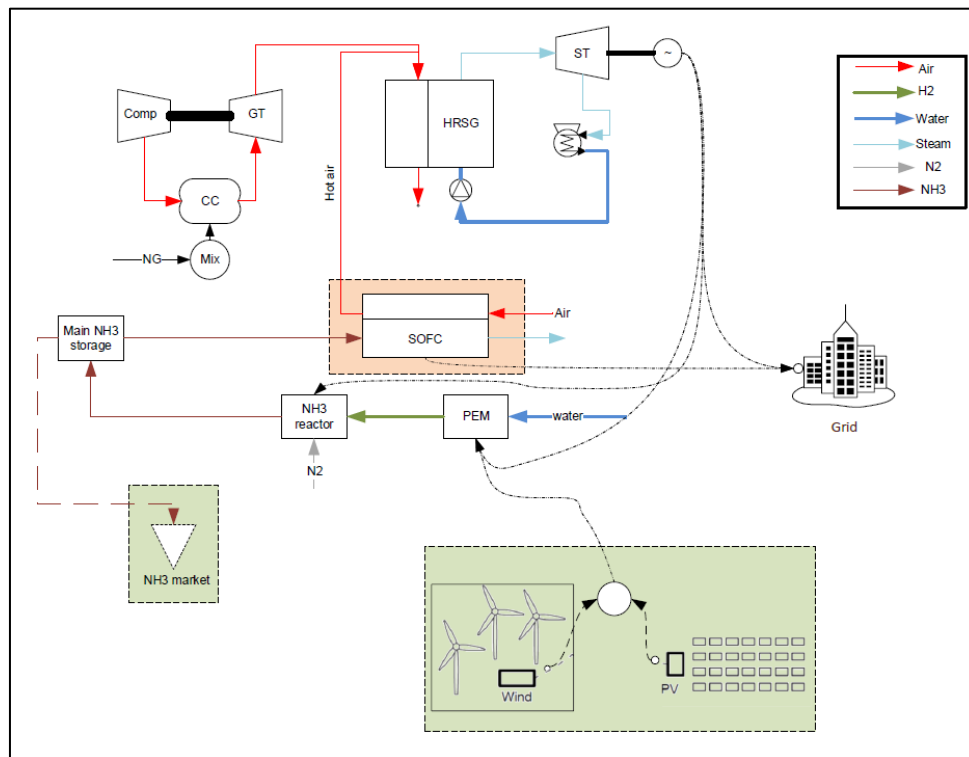 Comp
GT
CC
NG
Mix
Hot air
HRSG
ST
~
Air
H2
Water
Steam
N2
NH3
Main NH3
storage
SOFC
Air
NH3
reactor
PEM
water
N2
Grid
NH3 market
Wind
PV